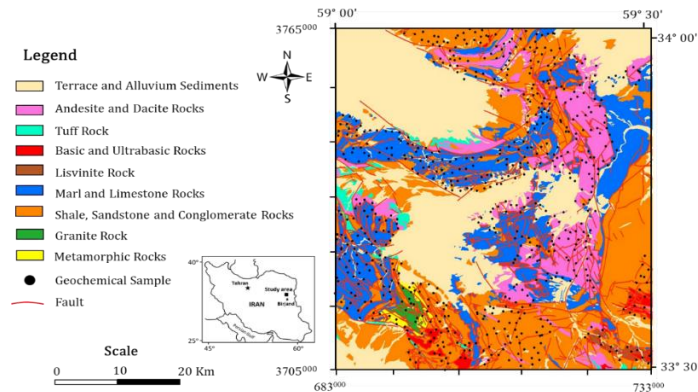 59° 00'
59° 30'
3765⁰⁰⁰
34° 00'
Legend
N
W E
S
Terrace and Alluvium Sediments
Andesite and Dacite Rocks
Tuff Rock
Basic and Ultrabasic Rocks
Lisvinite Rock
Marl and Limestone Rocks
Shale, Sandstone and Conglomerate Rocks
Granite Rock
Metamorphic Rocks
Geochemical Sample
Fault
40°
Tehran
Study area
IRAN
Birjand
Persian Gulf
25°
45° 60°
Scale
0 10 20 Km
3705⁰⁰⁰
33° 30'
683⁰⁰⁰
733⁰⁰⁰